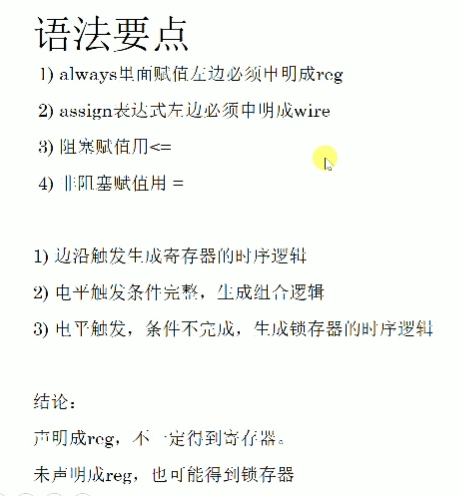 语法要点
1) always里面赋值左边必须申明成reg
2) assign表达式左边必须申明成wire
3) 阻塞赋值用<=
4) 非阻塞赋值用 =
1) 边沿触发生成寄存器的时序逻辑
2) 电平触发条件完整，生成组合逻辑
3) 电平触发，条件不完成，生成锁存器的时序逻辑
结论：
声明成reg，不一定得到寄存器。
未声明成reg，也可能得到锁存器